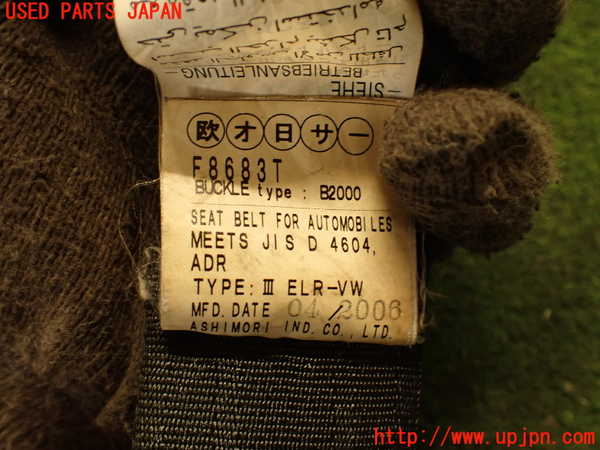 USED PARTS JAPAN
BETRIEBSANLEITUNG
-SIEHE
欧オ日サー
F8683T
BUCKLE type : B2000
SEAT BELT FOR AUTOMOBILES
MEETS JIS D 4604,
ADR
TYPE: Ⅲ ELR-VW
MFD. DATE 04/2006
ASHIMORI IND. CO., LTD.
http://www.upjpn.com/